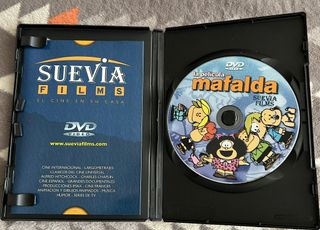 SUEVIA
FILMS
EL CINE EN SU CASA
DVD
VIDEO
www.sueviafilms.com
CINE INTERNACIONAL - LARGOMETRAJES
CLASICOS DEL CINE UNIVERSAL
ALFRED HITCHCOCK - CHARLES CHAPLIN
CINE ESPAÑOL - GRANDES DOCUMENTALES
PRODUCCIONES IMAX - CINE FRANCES
ANIMACION Y DIBUJOS ANIMADOS - MUSICA
HUMOR - SERIES DE TV
DVD
VIDEO
la película
mafalda
SUEVIA
FILMS